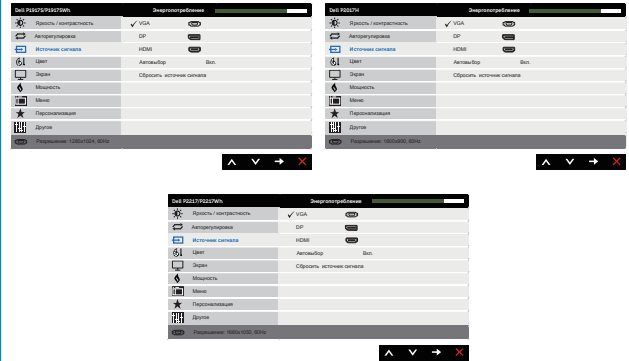 Dell P1917S/P1917SWh Энергопотребление
Яркость / контрастность VGA
Авторегулировка DP
Источник сигнала HDMI
Цвет Автовыбор Вкл.
Экран Сбросить источник сигнала
Мощность
Меню
Персонализация
Другое
Разрешение: 1280x1024, 60Hz
Dell P2017H Энергопотребление
Яркость / контрастность VGA
Авторегулировка DP
Источник сигнала HDMI
Цвет Автовыбор Вкл.
Экран Сбросить источник сигнала
Мощность
Меню
Персонализация
Другое
Разрешение: 1600x900, 60Hz
Dell P2217/P2217Wh Энергопотребление
Яркость / контрастность VGA
Авторегулировка DP
Источник сигнала HDMI
Цвет Автовыбор Вкл.
Экран Сбросить источник сигнала
Мощность
Меню
Персонализация
Другое
Разрешение: 1680x1050, 60Hz